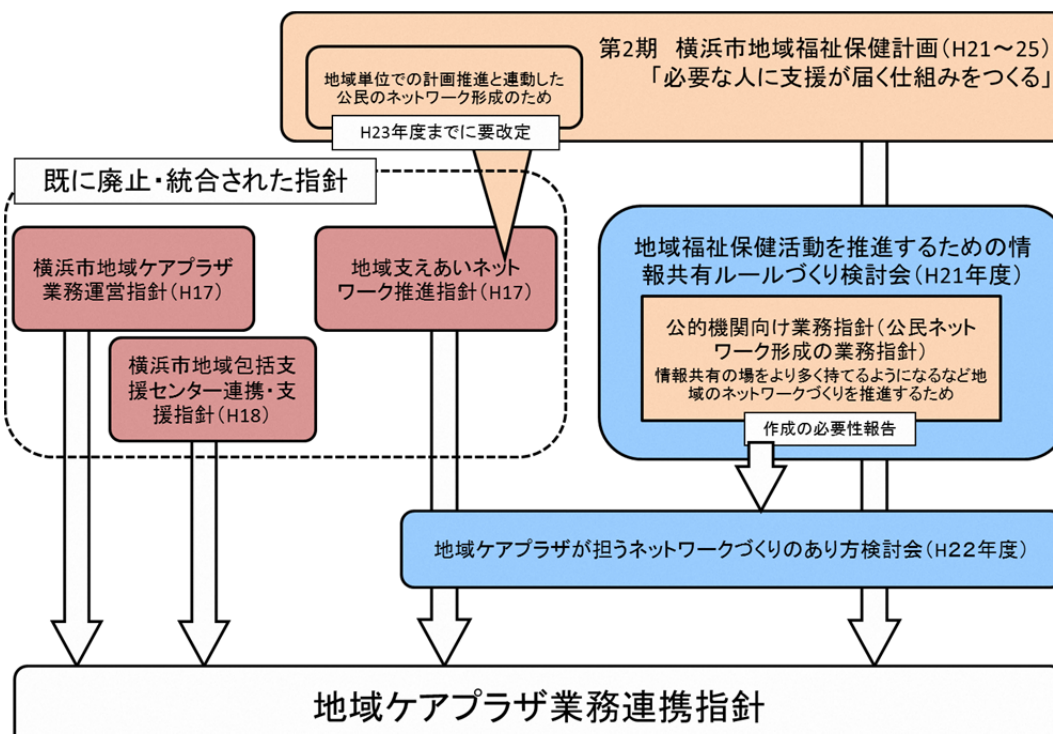 第2期 横浜市地域福祉保健計画(H21～25)
「必要な人に支援が届く仕組みをつくる」
地域単位での計画推進と連動した
公民のネットワーク形成のため
H23年度までに要改定
既に廃止・統合された指針
横浜市地域ケアプラザ
業務運営指針(H17)
地域支えあいネット
ワーク推進指針(H17)
横浜市地域包括支
援センター連携・支
援指針(H18)
地域福祉保健活動を推進するための情
報共有ルールづくり検討会(H21年度)
公的機関向け業務指針(公民ネット
ワーク形成の業務指針)
情報共有の場をより多く持てるようになるなど地
域のネットワークづくりを推進するため
作成の必要性報告
地域ケアプラザが担うネットワークづくりのあり方検討会(H22年度)
地域ケアプラザ業務連携指針